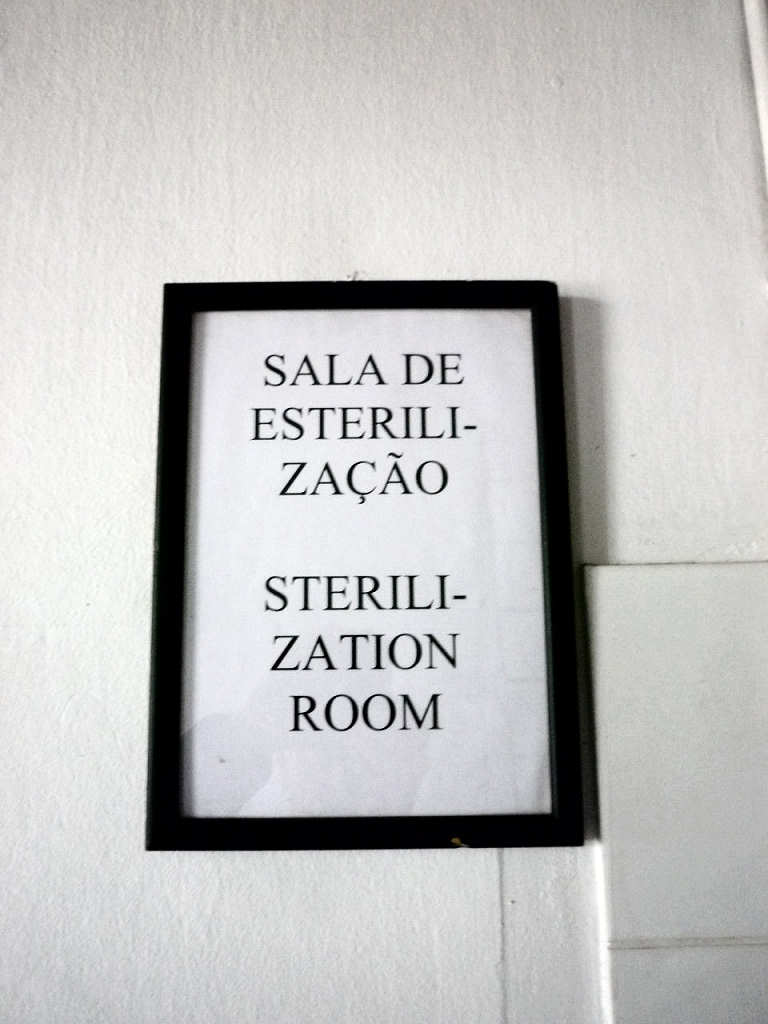 SALA DE
ESTERILI-
ZAÇÃO
STERILI-
ZATION
ROOM